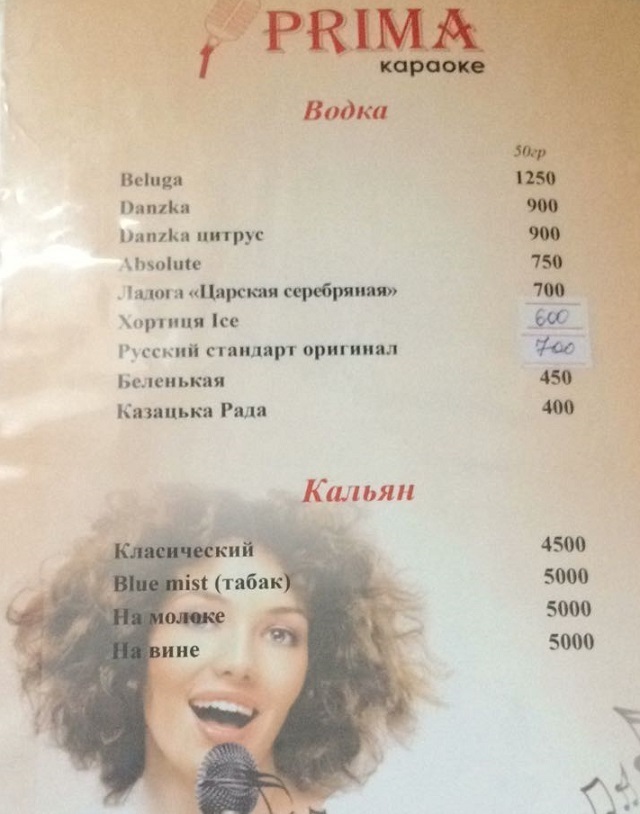 PRIMA
караоке
Водка
50гр
Beluga 1250
Danzka 900
Danzka цитрус 900
Absolute 750
Ладога «Царская серебряная» 700
Хортиця Ice 600
Русский стандарт оригинал 700
Беленькая 450
Казацька Рада 400
Кальян
Класический 4500
Blue mist (табак) 5000
На молоке 5000
На вине 5000